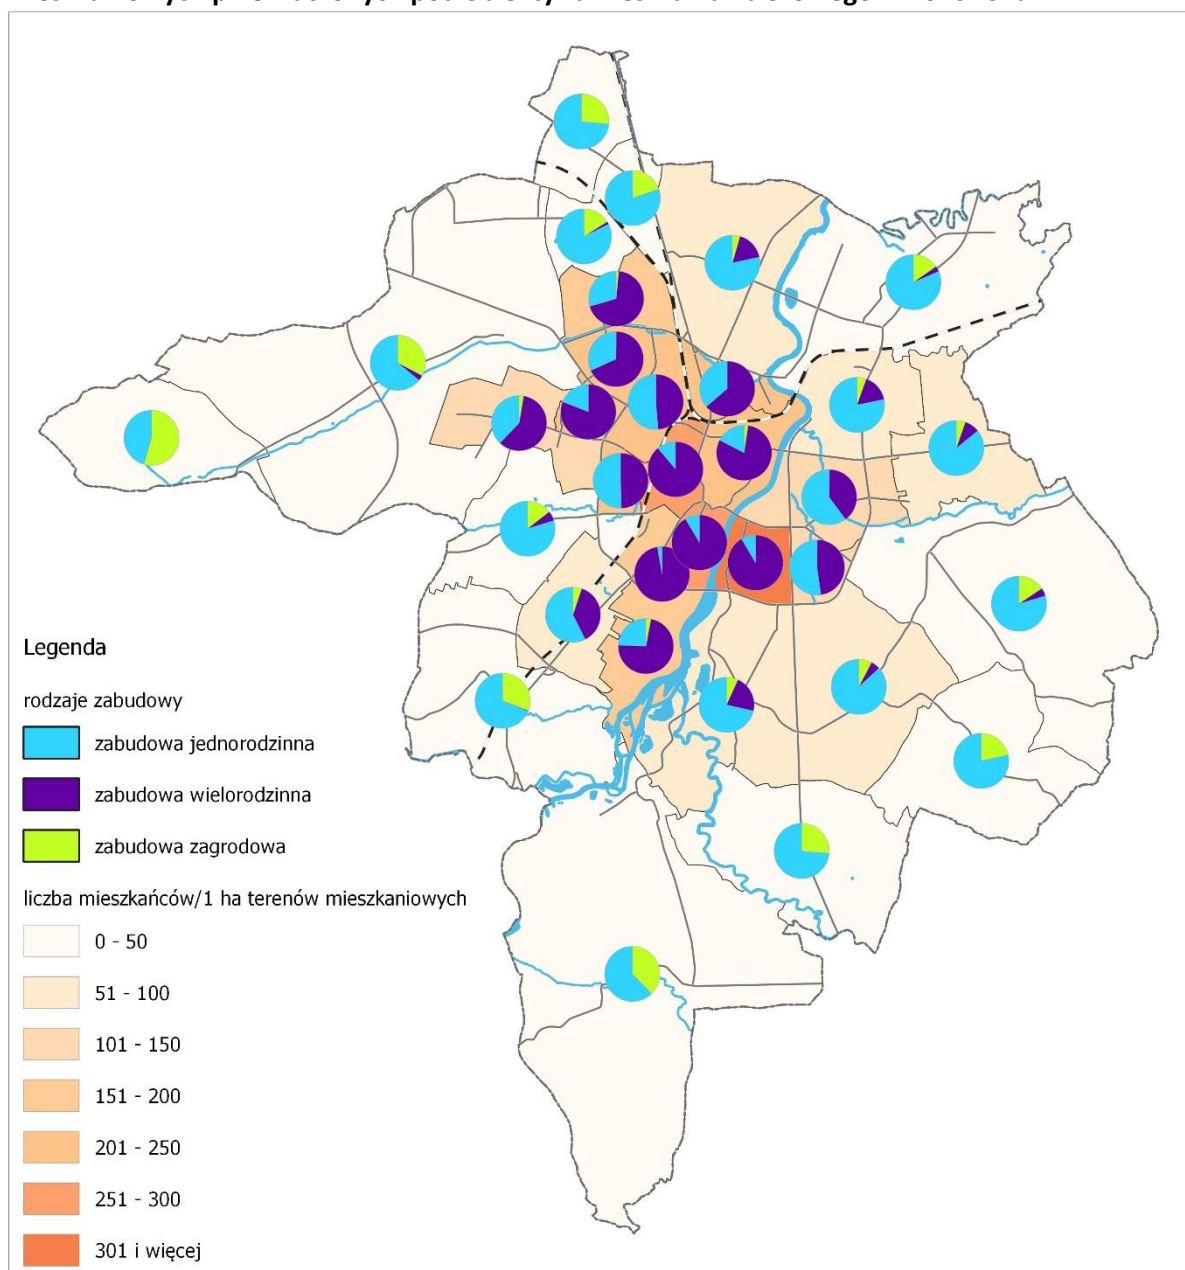 Legenda
rodzaje zabudowy
zabudowa jednorodzinna
zabudowa wielorodzinna
zabudowa zagrodowa
liczba mieszkańców/1 ha terenów mieszkaniowych
0 - 50
51 - 100
101 - 150
151 - 200
201 - 250
251 - 300
301 i więcej